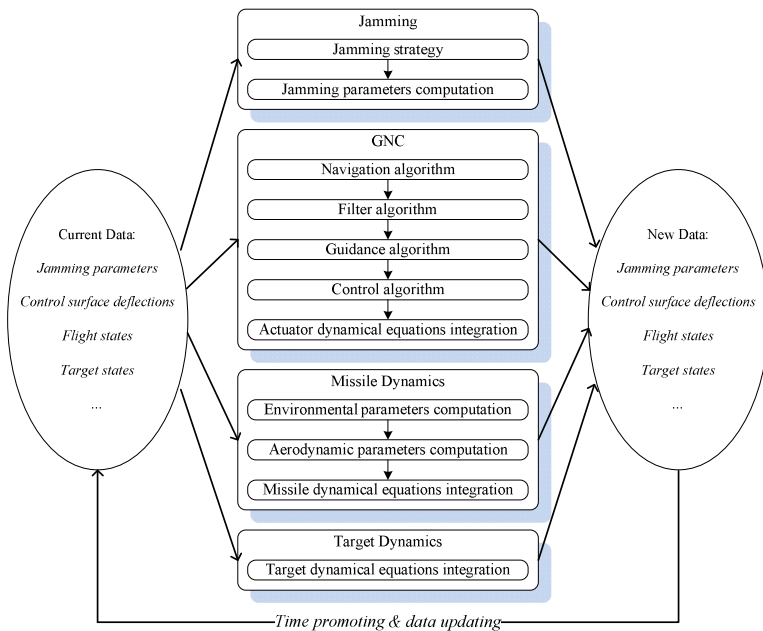 Jamming
Jamming strategy
Jamming parameters computation
GNC
Navigation algorithm
Filter algorithm
Guidance algorithm
Control algorithm
Actuator dynamical equations integration
Current Data:
Jamming parameters
Control surface deflections
Flight states
Target states
...
New Data:
Jamming parameters
Control surface deflections
Flight states
Target states
...
Missile Dynamics
Environmental parameters computation
Aerodynamic parameters computation
Missile dynamical equations integration
Target Dynamics
Target dynamical equations integration
Time promoting & data updating